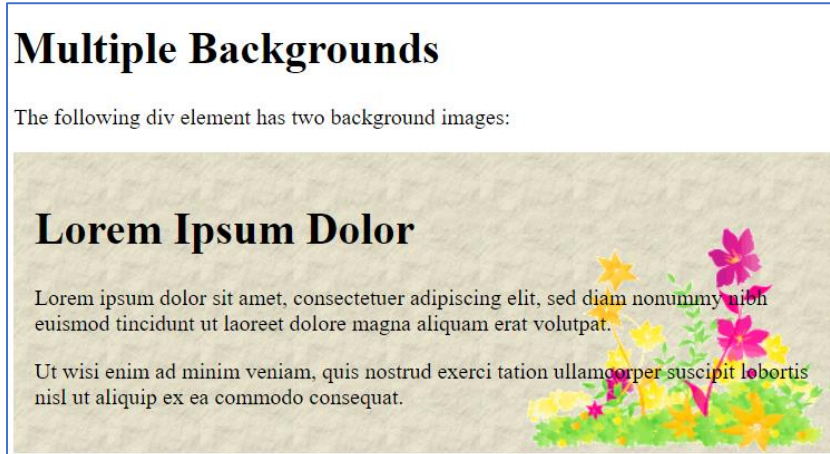 Multiple Backgrounds
The following div element has two background images:
Lorem Ipsum Dolor
Lorem ipsum dolor sit amet, consectetuer adipiscing elit, sed diam nonummy nibh
euismod tincidunt ut laoreet dolore magna aliquam erat volutpat.
Ut wisi enim ad minim veniam, quis nostrud exerci tation ullamcorper suscipit lobortis
nisl ut aliquip ex ea commodo consequat.